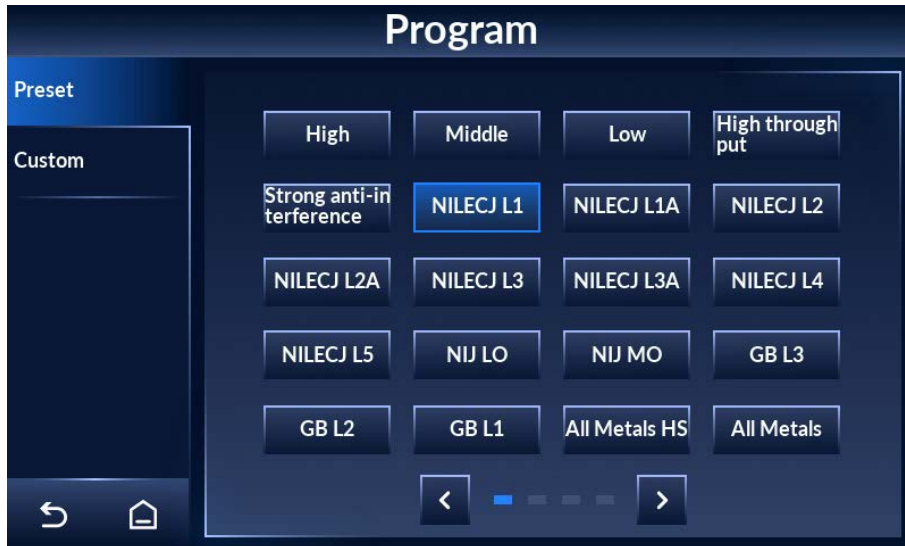 Program
Preset
Custom
High
Middle
Low
High through
put
Strong anti-in
terference
NILECJ L1
NILECJ L1A
NILECJ L2
NILECJ L2A
NILECJ L3
NILECJ L3A
NILECJ L4
NILECJ L5
NIJ LO
NIJ MO
GB L3
GB L2
GB L1
All Metals HS
All Metals